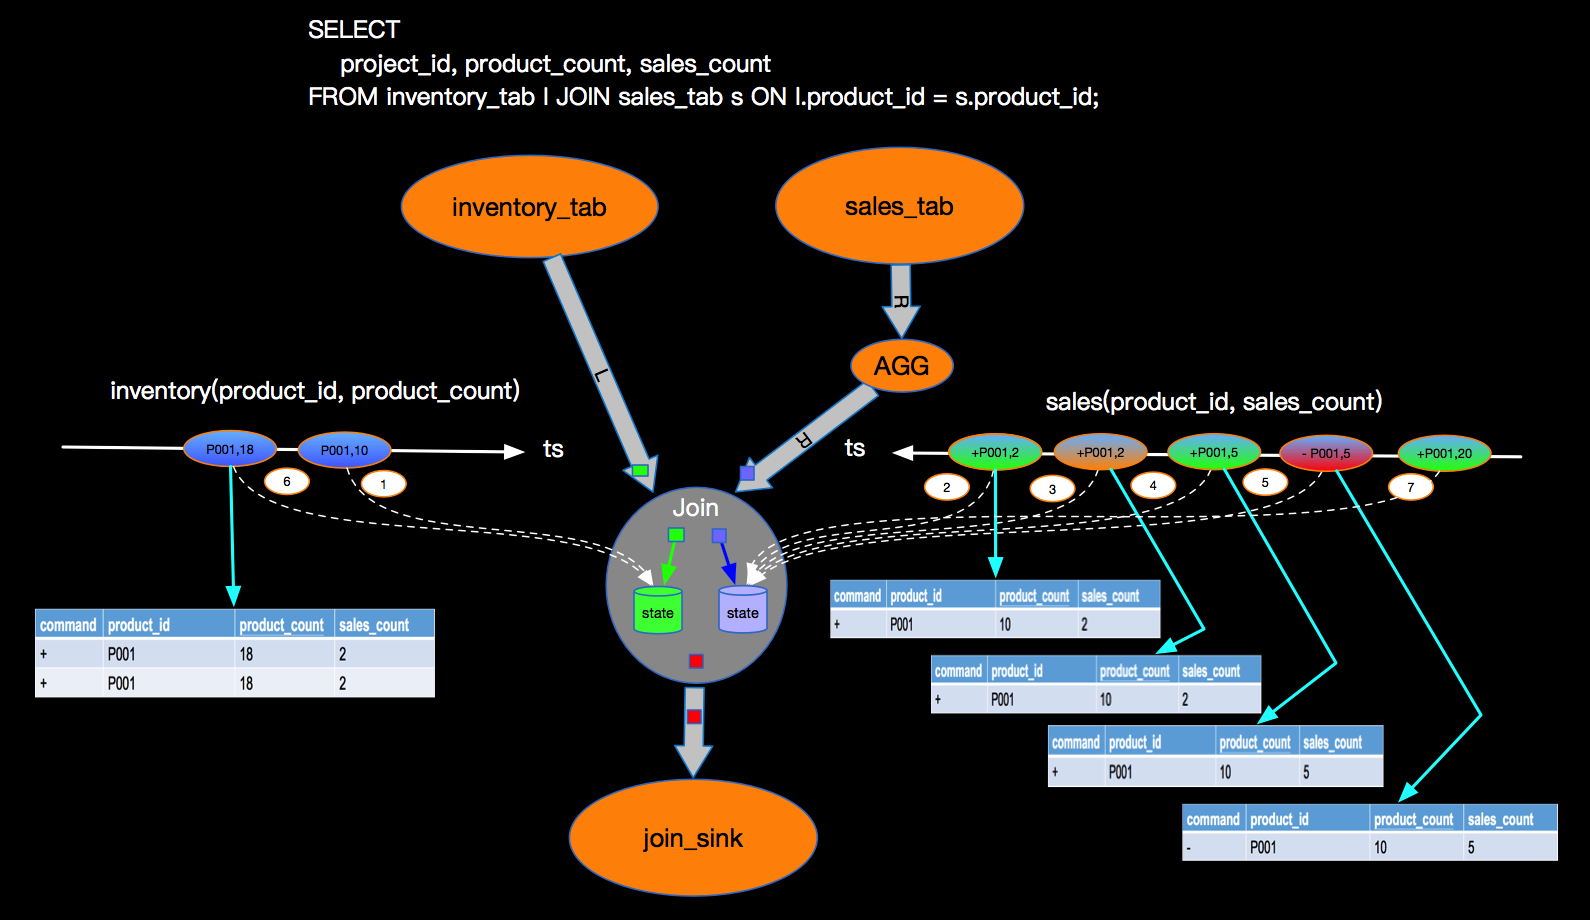 SELECT
project_id, product_count, sales_count
FROM inventory_tab I JOIN sales_tab s ON I.product_id = s.product_id;
inventory_tab
sales_tab
R
AGG
L
R
inventory(product_id, product_count)
sales(product_id, sales_count)
P001,18
P001,10
ts
ts
+P001,2
+P001,2
+P001,5
- P001,5
+P001,20
6
1
2
3
4
5
7
Join
state
state
command product_id product_count sales_count
+ P001 18 2
+ P001 18 2
command product_id product_count sales_count
+ P001 10 2
command product_id product_count sales_count
+ P001 10 2
command product_id product_count sales_count
+ P001 10 5
command product_id product_count sales_count
- P001 10 5
join_sink